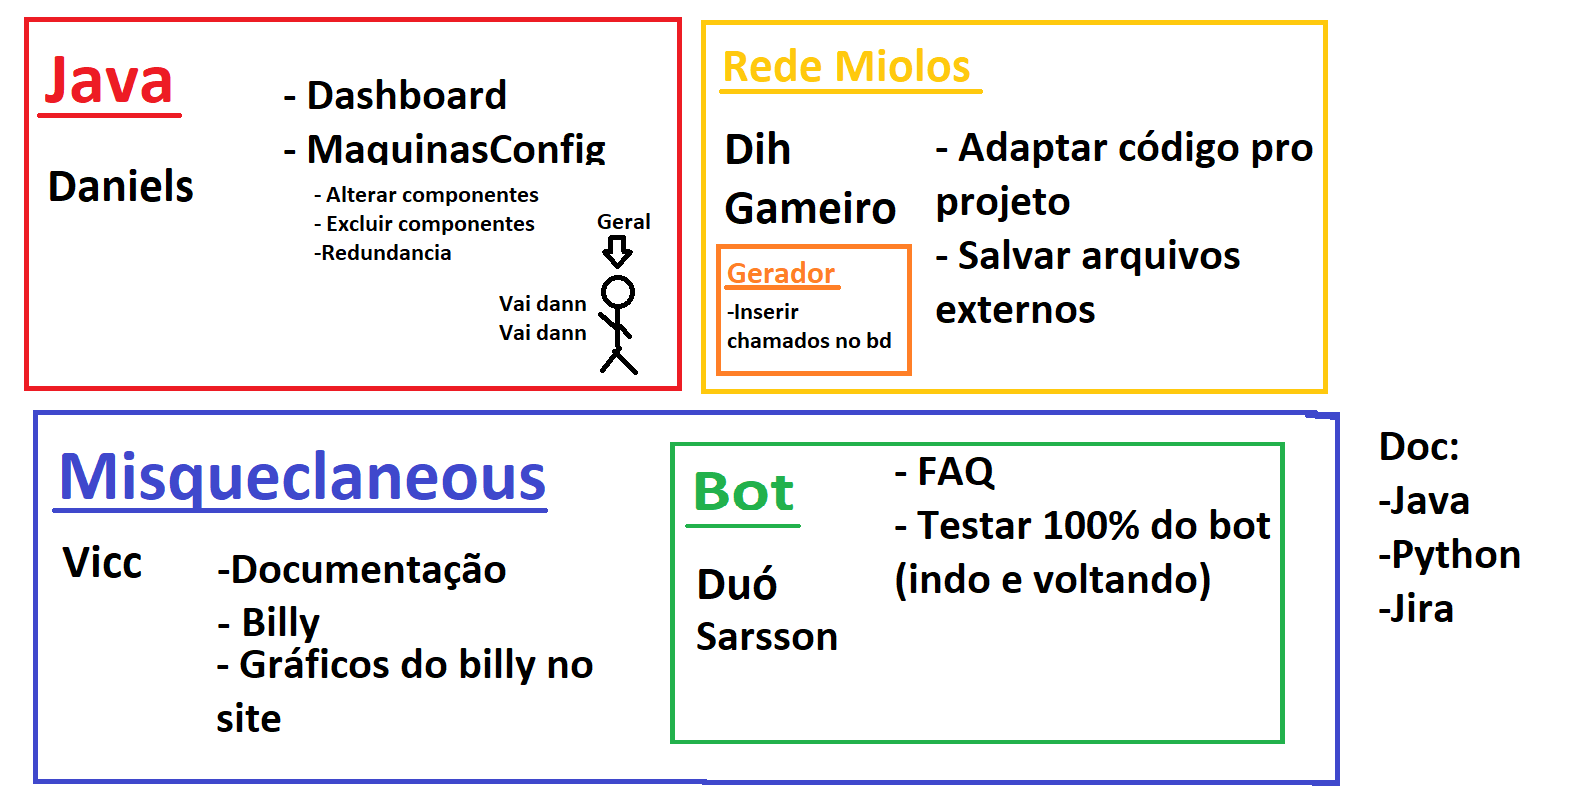 Java
Daniels
- Dashboard
- MaquinasConfig
- Alterar componentes
- Excluir componentes
-Redundancia
Geral
Vai dann
Vai dann
Rede Miolos
Dih
Gameiro
- Adaptar código pro
projeto
- Salvar arquivos
externos
Gerador
-Inserir
chamados no bd
Misqueclaneous
Vicc
-Documentação
- Billy
- Gráficos do billy no
site
Bot
Duó
Sarsson
- FAQ
- Testar 100% do bot
(indo e voltando)
Doc:
-Java
-Python
-Jira